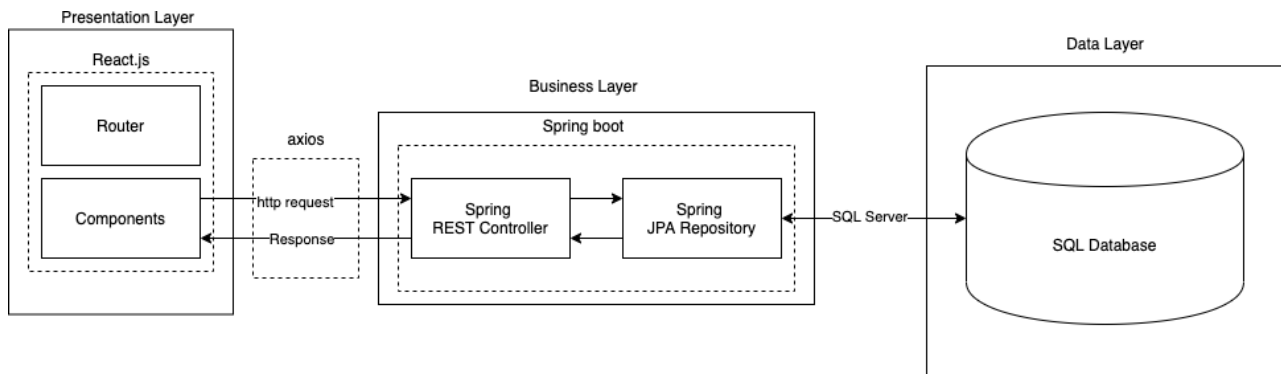 Presentation Layer
React.js
Router
Components
axios
http request
Response
Business Layer
Spring boot
Spring
REST Controller
Spring
JPA Repository
SQL Server
Data Layer
SQL Database